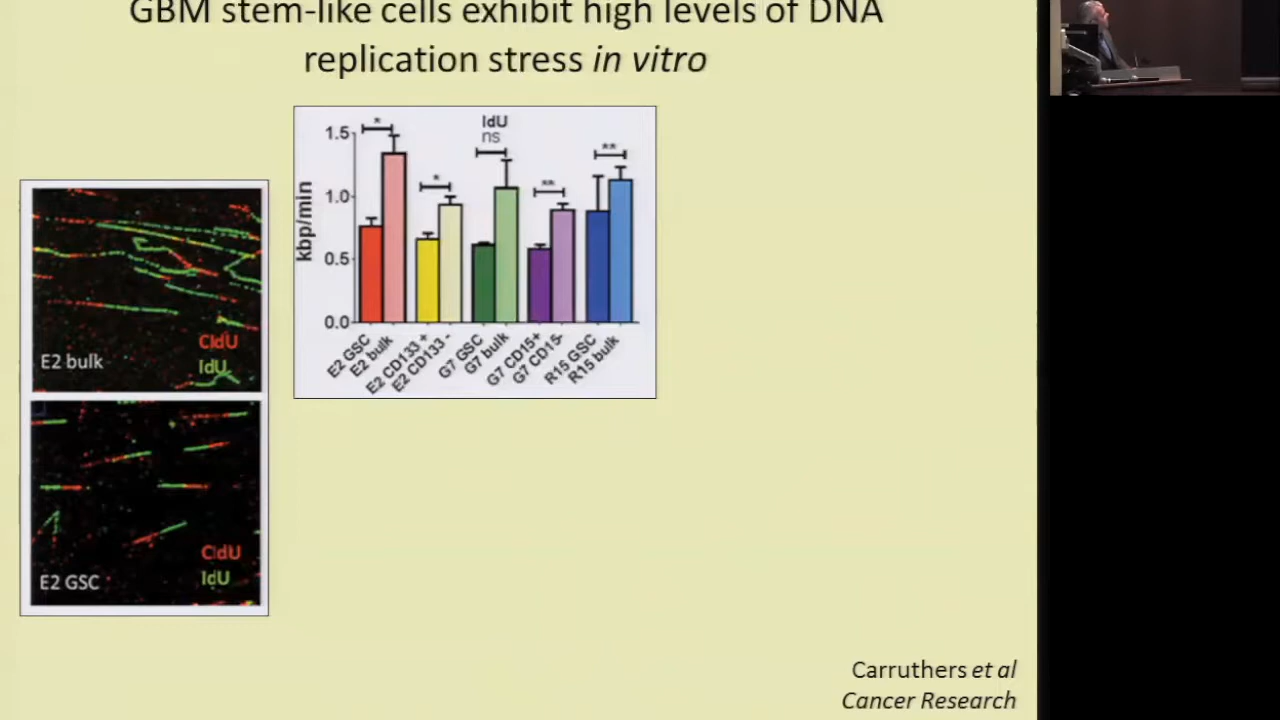 GBM stem-like cells exhibit high levels of DNA
replication stress in vitro
E2 bulk
CldU
IdU
E2 GSC
CldU
IdU
IdU
kbp/min
1.5
1.0
0.5
0.0
*
*
ns
**
**
E2 GSC
E2 bulk
E2 CD133 +
E2 CD133 -
G7 GSC
G7 bulk
G7 CD15+
G7 CD15-
R15 GSC
R15 bulk
Carruthers et al
Cancer Research